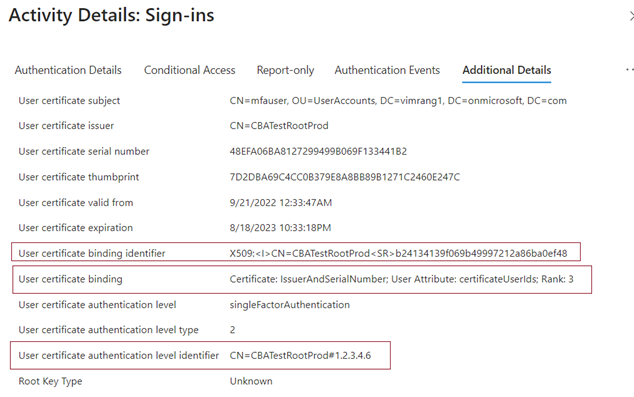 Activity Details: Sign-ins
Authentication Details Conditional Access Report-only Authentication Events Additional Details
User certificate subject CN=mfauser, OU=UserAccounts, DC=vimrang1, DC=onmicrosoft, DC=com
User certificate issuer CN=CBATestRootProd
User certificate serial number 48EFA06BA8127299499B069F133441B2
User certificate thumbprint 7D2DBA69C4CC0B379E8A8BB89B1271C2460E247C
User certificate valid from 9/21/2022 12:33:47AM
User certificate expiration 8/18/2023 10:33:18PM
User certificate binding identifier X509:<I>CN=CBATestRootProd<SR>b24134139f069b49997212a86ba0ef48
User certificate binding Certificate: IssuerAndSerialNumber; User Attribute: certificateUserIds; Rank: 3
User certificate authentication level singleFactorAuthentication
User certificate authentication level type 2
User certificate authentication level identifier CN=CBATestRootProd#1.2.3.4.6
Root Key Type Unknown